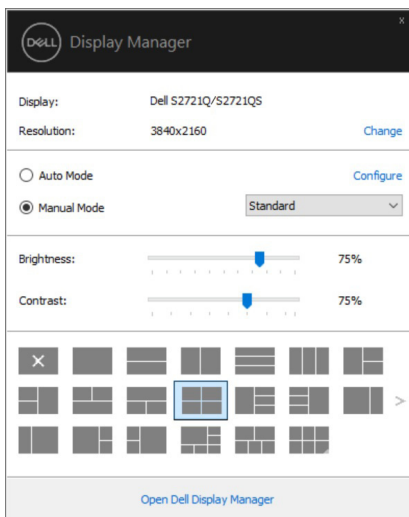 x
DELL Display Manager
Display: Dell S2721Q/S2721QS
Resolution: 3840x2160 Change
Auto Mode Configure
Manual Mode Standard
Brightness: 75%
Contrast: 75%
Open Dell Display Manager